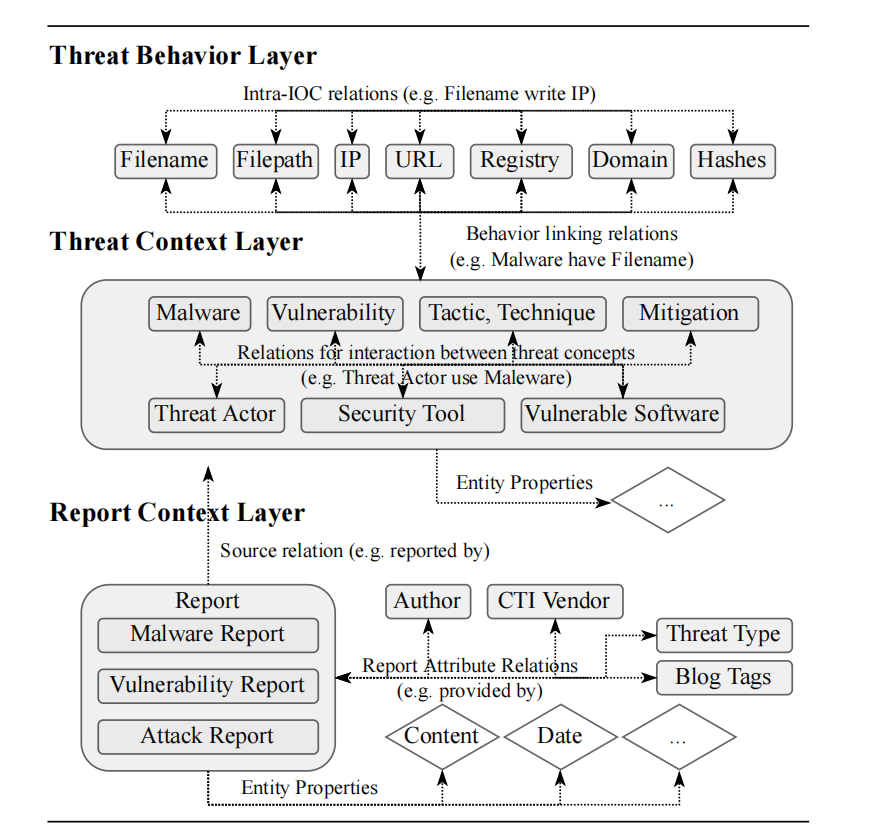 Threat Behavior Layer
Intra-IOC relations (e.g. Filename write IP)
Filename Filepath IP URL Registry Domain Hashes
Threat Context Layer
Behavior linking relations
(e.g. Malware have Filename)
Malware Vulnerability Tactic, Technique Mitigation
Relations for interaction between threat concepts
(e.g. Threat Actor use Maleware)
Threat Actor Security Tool Vulnerable Software
Entity Properties
...
Report Context Layer
Source relation (e.g. reported by)
Report
Malware Report
Vulnerability Report
Attack Report
Author CTI Vendor
Threat Type
Report Attribute Relations
(e.g. provided by)
Blog Tags
Content Date ...
Entity Properties